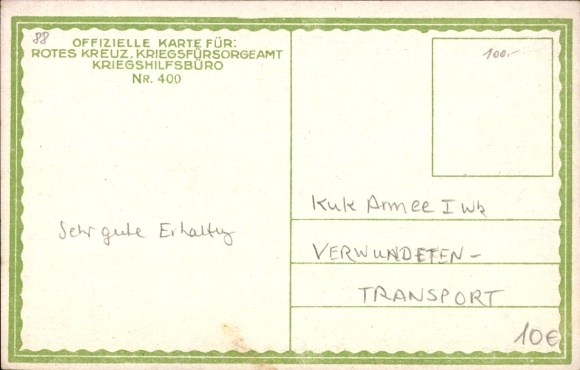 88
OFFIZIELLE KARTE FÜR:
ROTES KREUZ, KRIEGSFÜRSORGEAMT
KRIEGSHILFSBÜRO
NR. 400
100.-
KuK Armee I Wk
Sehr gute Erhaltg
VERWUNDETEN-
TRANSPORT
10€